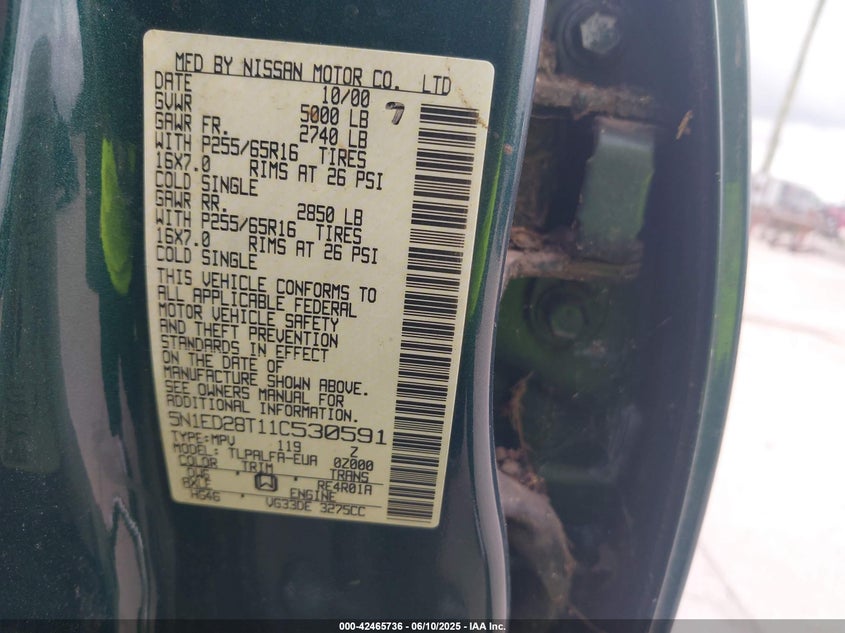 MFD BY NISSAN MOTOR CO. LTD
DATE 10/00
GVWR 5000 LB
GAWR FR. 2740 LB
WITH P255/65R16 TIRES
16X7.0 RIMS AT 26 PSI
COLD SINGLE
GAWR RR. 2850 LB
WITH P255/65R16 TIRES
16X7.0 RIMS AT 26 PSI
COLD SINGLE
THIS VEHICLE CONFORMS TO
ALL APPLICABLE FEDERAL
MOTOR VEHICLE SAFETY
AND THEFT PREVENTION
STANDARDS IN EFFECT
ON THE DATE OF
MANUFACTURE SHOWN ABOVE.
SEE OWNERS MANUAL FOR
ADDITIONAL INFORMATION
5N1ED28T11C530591
TYPE:MPV 119 Z
MODEL: TLPALFA-EUA 0Z000
COLOR TRIM TRANS
RE4R01A
ENGINE
VG33DE 3275CC
000-42465736 - 06/10/2025 - IAA Inc.